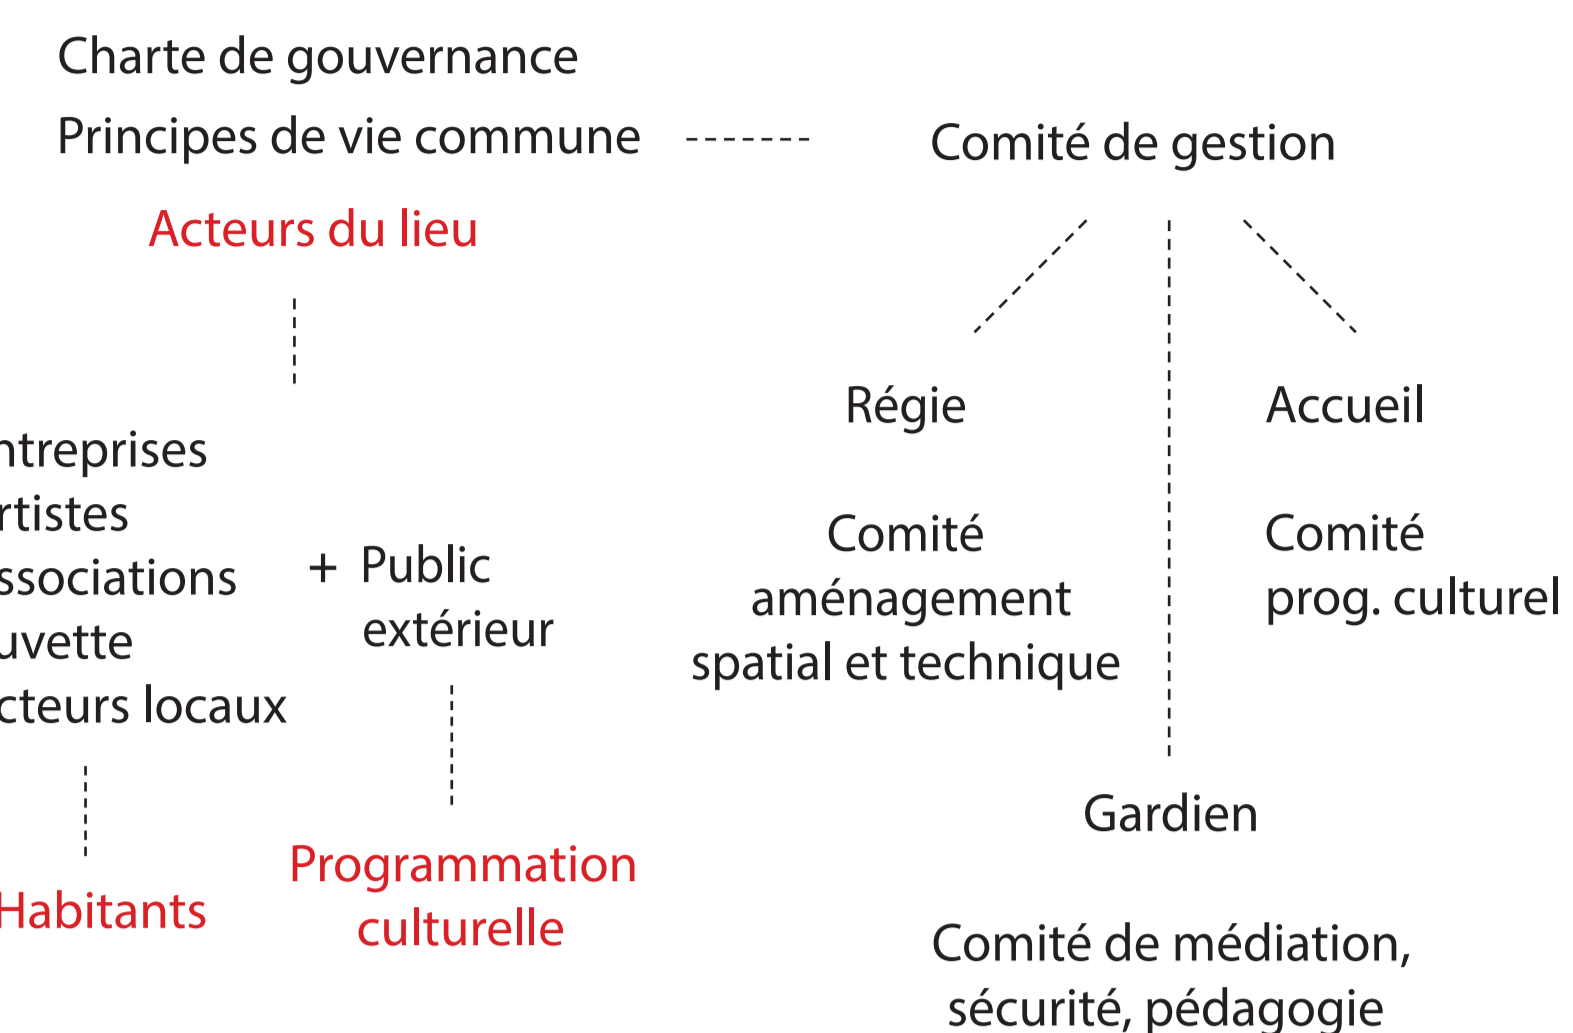 Charte de gouvernance
Principes de vie commune
Acteurs du lieu
ntreprises
rtistes
ssociations
uvette
cteurs locaux
+ Public
extérieur
Habitants
Programmation
culturelle
Comité de gestion
Régie
Comité
aménagement
spatial et technique
Accueil
Comité
prog. culturel
Gardien
Comité de médiation,
sécurité, pédagogie